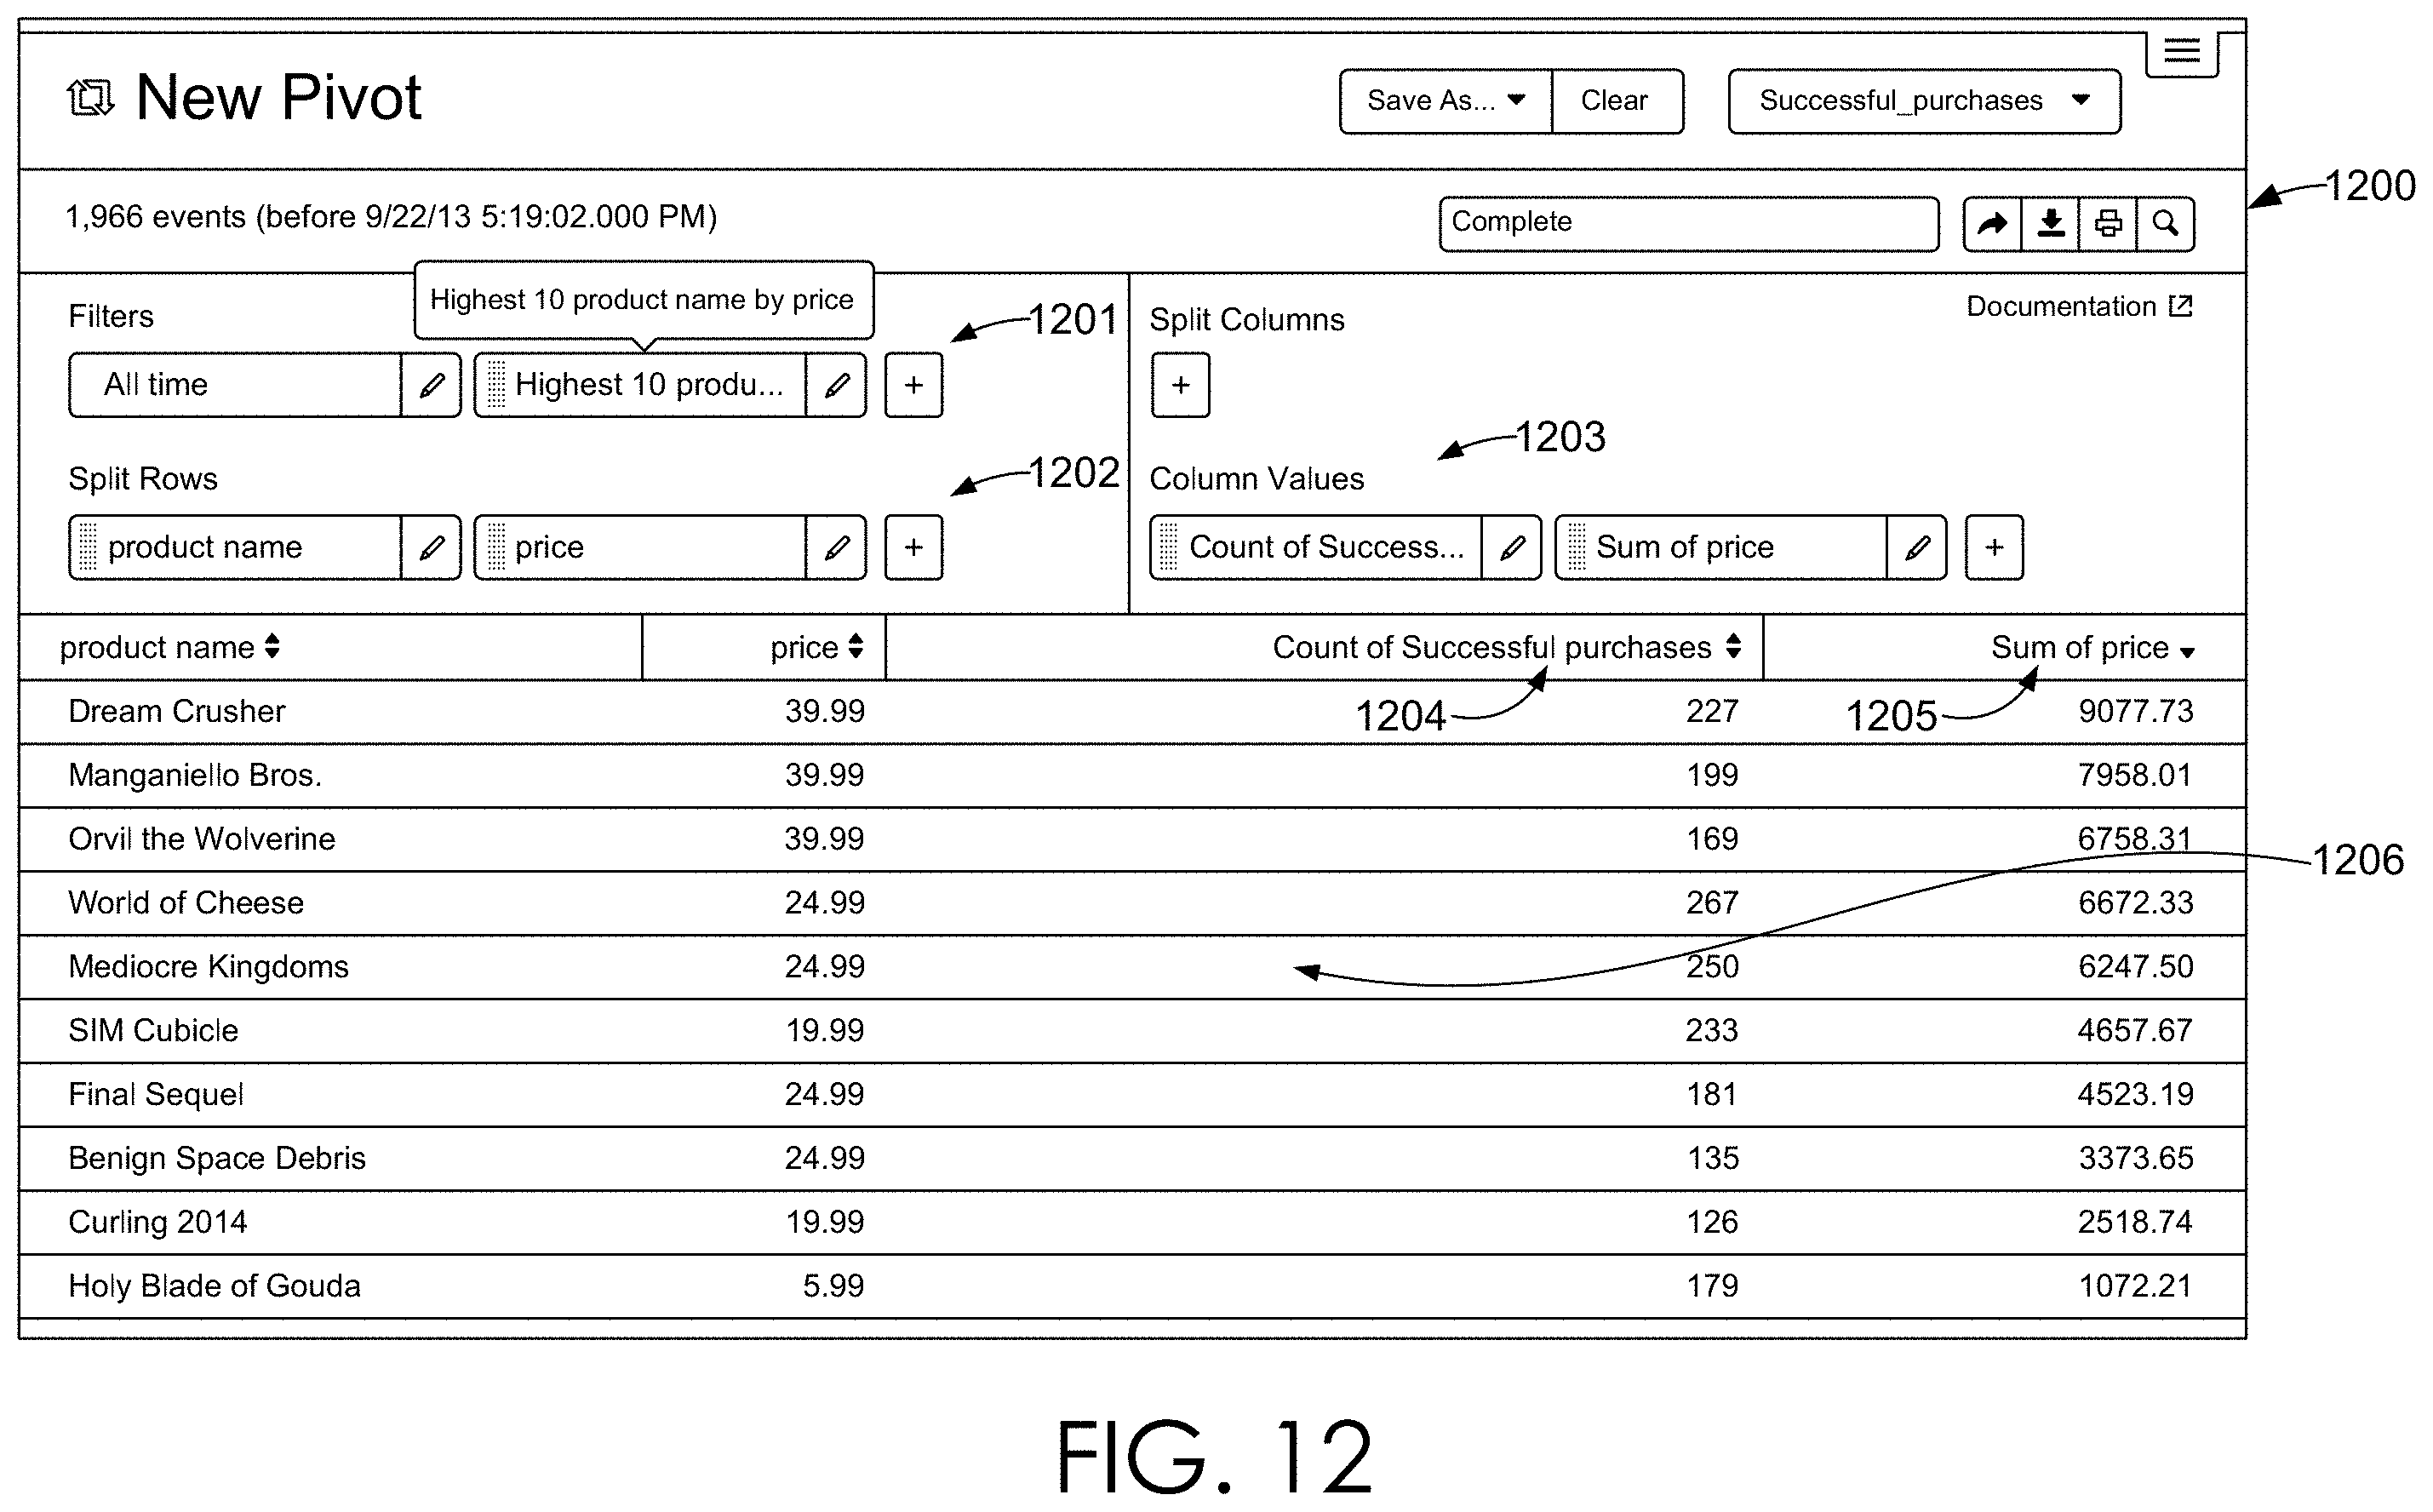 New Pivot
Save As...
Clear
Successful_purchases
1200
1,966 events (before 9/22/13 5:19:02.000 PM)
Complete
Highest 10 product name by price
Filters
1201
Split Columns
Documentation
All time
Highest 10 produ...
+
+
1203
Split Rows
1202
Column Values
product name
price
+
Count of Success...
Sum of price
+
product name price Count of Successful purchases Sum of price
1204
1205
Dream Crusher 39.99 227 9077.73
Manganiello Bros. 39.99 199 7958.01
Orvil the Wolverine 39.99 169 6758.31
1206
World of Cheese 24.99 267 6672.33
Mediocre Kingdoms 24.99 250 6247.50
SIM Cubicle 19.99 233 4657.67
Final Sequel 24.99 181 4523.19
Benign Space Debris 24.99 135 3373.65
Curling 2014 19.99 126 2518.74
Holy Blade of Gouda 5.99 179 1072.21
FIG. 12